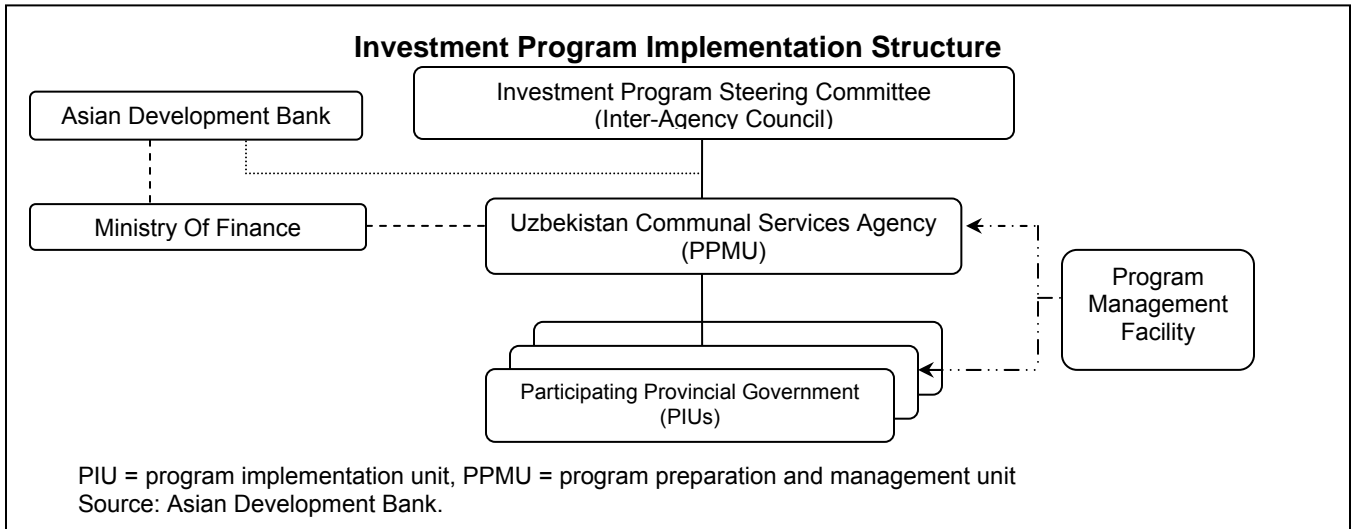 Investment Program Implementation Structure
Investment Program Steering Committee
(Inter-Agency Council)
Asian Development Bank
Ministry Of Finance
Uzbekistan Communal Services Agency
(PPMU)
Program
Management
Facility
Participating Provincial Government
(PIUs)
PIU = program implementation unit, PPMU = program preparation and management unit
Source: Asian Development Bank.